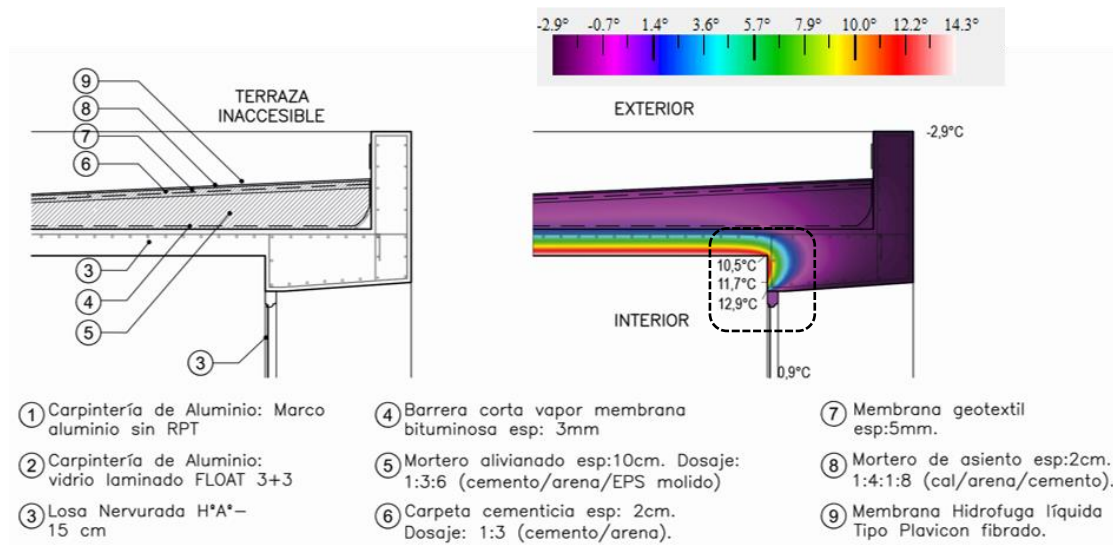 -2.9° -0.7° 1.4° 3.6° 5.7° 7.9° 10.0° 12.2° 14.3°
TERRAZA
INACCESIBLE
9
8
7
6
3
4
5
3
EXTERIOR
-2,9°C
10,5°C
11,7°C
12,9°C
INTERIOR
0,9°C
1 Carpintería de Aluminio: Marco
aluminio sin RPT
2 Carpintería de Aluminio:
vidrio laminado FLOAT 3+3
3 Losa Nervurada H°A°–
15 cm
4 Barrera corta vapor membrana
bituminosa esp: 3mm
5 Mortero alivianado esp:10cm. Dosaje:
1:3:6 (cemento/arena/EPS molido)
6 Carpeta cementicia esp: 2cm.
Dosaje: 1:3 (cemento/arena).
7 Membrana geotextil
esp:5mm.
8 Mortero de asiento esp:2cm.
1:4:1:8 (cal/arena/cemento).
9 Membrana Hidrofuga líquida
Tipo Plavicon fibrado.